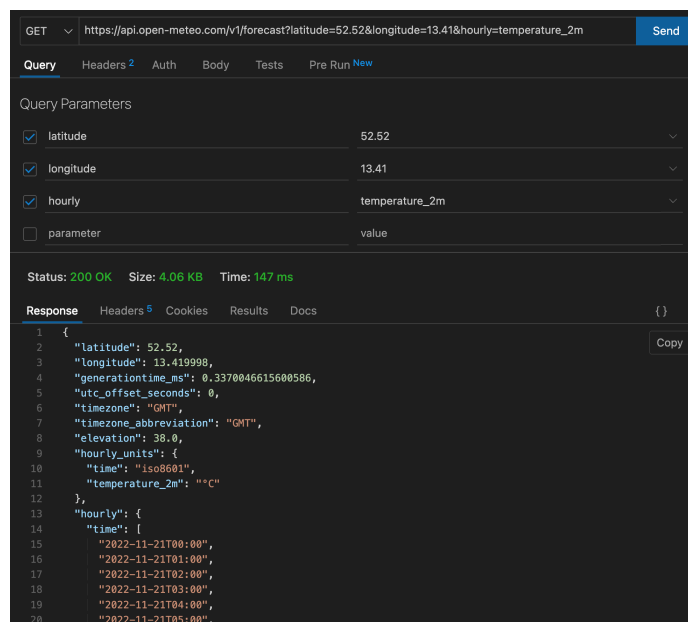 GET https://api.open-meteo.com/v1/forecast?latitude=52.52&longitude=13.41&hourly=temperature_2m Send
Query Headers 2 Auth Body Tests Pre Run New
Query Parameters
latitude 52.52
longitude 13.41
hourly temperature_2m
parameter value
Status: 200 OK Size: 4.06 KB Time: 147 ms
Response Headers 5 Cookies Results Docs { }
Copy
1 {
2 "latitude": 52.52,
3 "longitude": 13.419998,
4 "generationtime_ms": 0.3370046615600586,
5 "utc_offset_seconds": 0,
6 "timezone": "GMT",
7 "timezone_abbreviation": "GMT",
8 "elevation": 38.0,
9 "hourly_units": {
10 "time": "iso8601",
11 "temperature_2m": "°C"
12 },
13 "hourly": {
14 "time": [
15 "2022-11-21T00:00",
16 "2022-11-21T01:00",
17 "2022-11-21T02:00",
18 "2022-11-21T03:00",
19 "2022-11-21T04:00",
20 "2022-11-21T05:00",